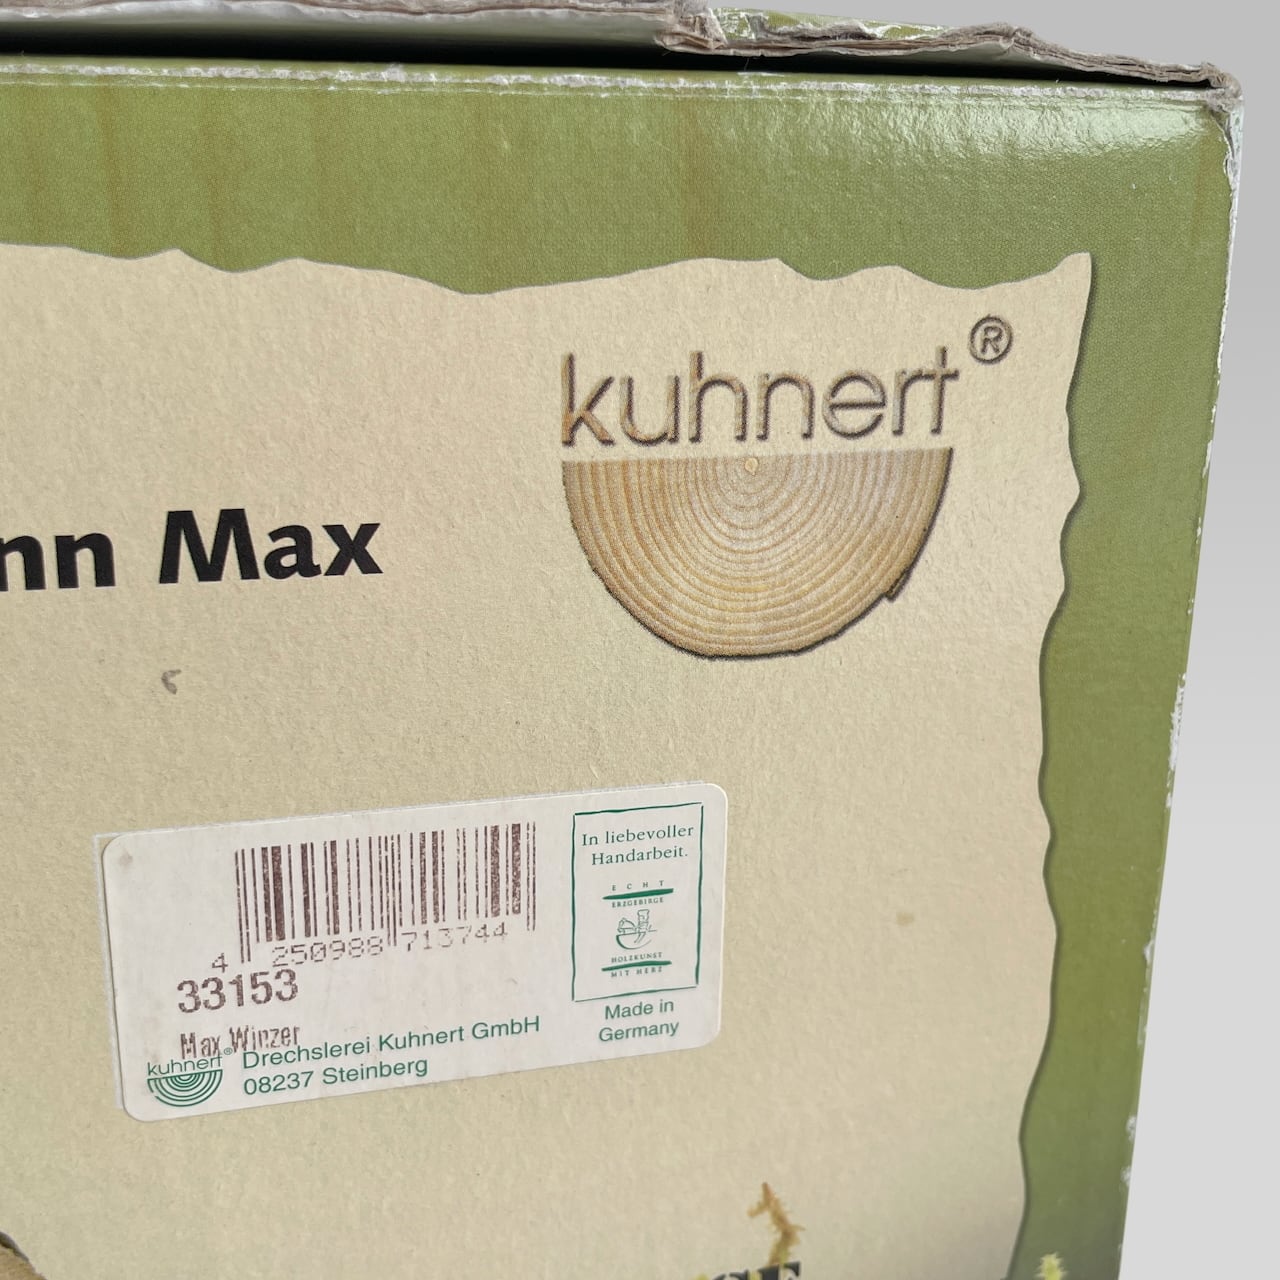 kuhnert®
nn Max
In liebevoller
Handarbeit.
ECHT
ERZGEBIRGE
HOLZKUNST
MIT HERZ
4 250988 713744
33153
Max Winzer
Made in
Germany
kuhnert®
Drechslerei Kuhnert GmbH
08237 Steinberg